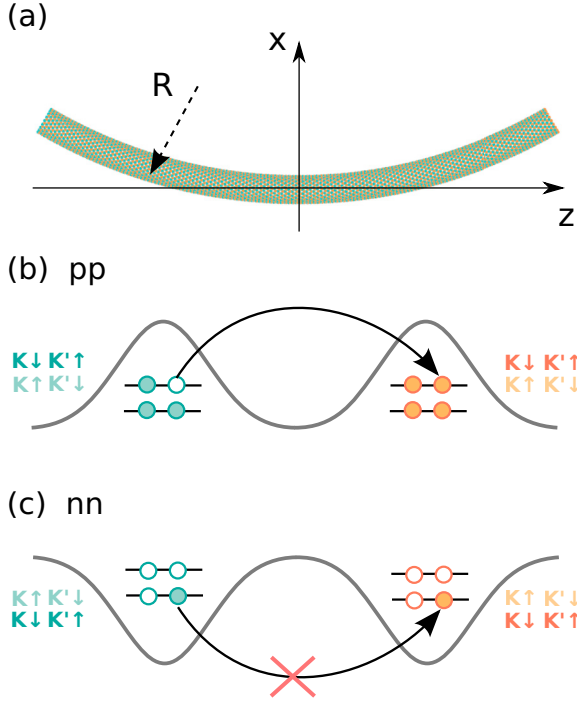 (a)
x
R
z
(b) pp
K↓ K'↑
K↑ K'↓
K↓ K'↑
K↑ K'↓
(c) nn
K↑ K'↓
K↓ K'↑
K↑ K'↓
K↓ K'↑